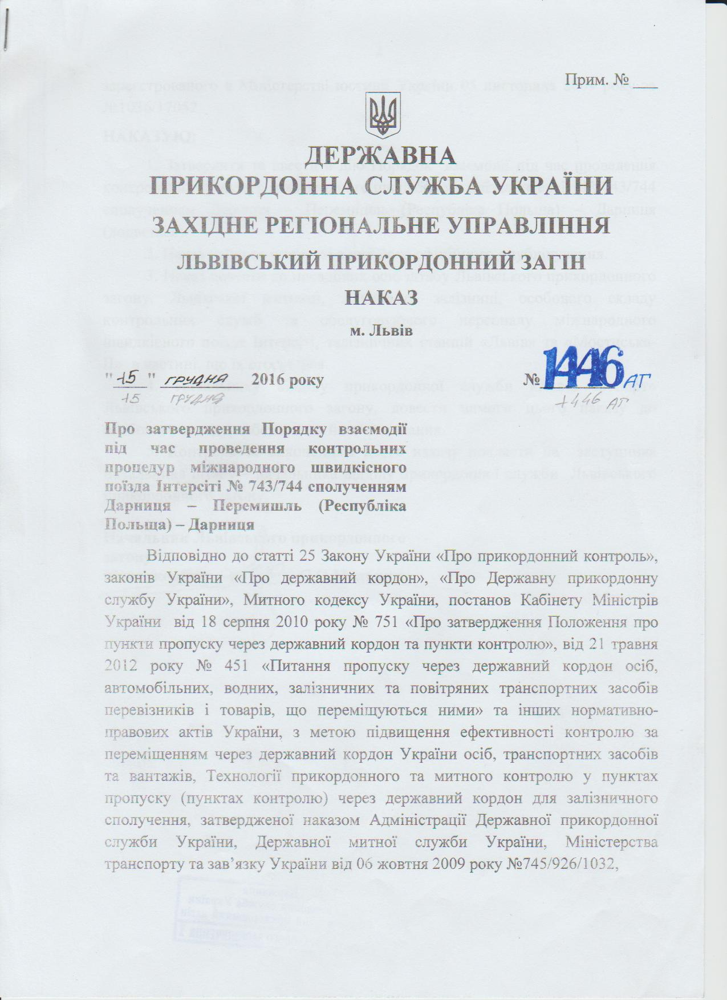 Прим. № ___
ДЕРЖАВНА
ПРИКОРДОННА СЛУЖБА УКРАЇНИ
ЗАХІДНЕ РЕГІОНАЛЬНЕ УПРАВЛІННЯ
ЛЬВІВСЬКИЙ ПРИКОРДОННИЙ ЗАГІН
НАКАЗ
м. Львів
"15" грудня 2016 року №1446 АГ
15 грудня 1446 АГ
Про затвердження Порядку взаємодії
під час проведення контрольних
процедур міжнародного швидкісного
поїзда Інтерсіті № 743/744 сполученням
Дарниця – Перемишль (Республіка
Польща) – Дарниця
Відповідно до статті 25 Закону України «Про прикордонний контроль»,
законів України «Про державний кордон», «Про Державну прикордонну
службу України», Митного кодексу України, постанов Кабінету Міністрів
України від 18 серпня 2010 року № 751 «Про затвердження Положення про
пункти пропуску через державний кордон та пункти контролю», від 21 травня
2012 року № 451 «Питання пропуску через державний кордон осіб,
автомобільних, водних, залізничних та повітряних транспортних засобів
перевізників і товарів, що переміщуються ними» та інших нормативно-
правових актів України, з метою підвищення ефективності контролю за
переміщенням через державний кордон України осіб, транспортних засобів
та вантажів, Технології прикордонного та митного контролю у пунктах
пропуску (пунктах контролю) через державний кордон для залізничного
сполучення, затвердженої наказом Адміністрації Державної прикордонної
служби України, Державної митної служби України, Міністерства
транспорту та зав’язку України від 06 жовтня 2009 року №745/926/1032,